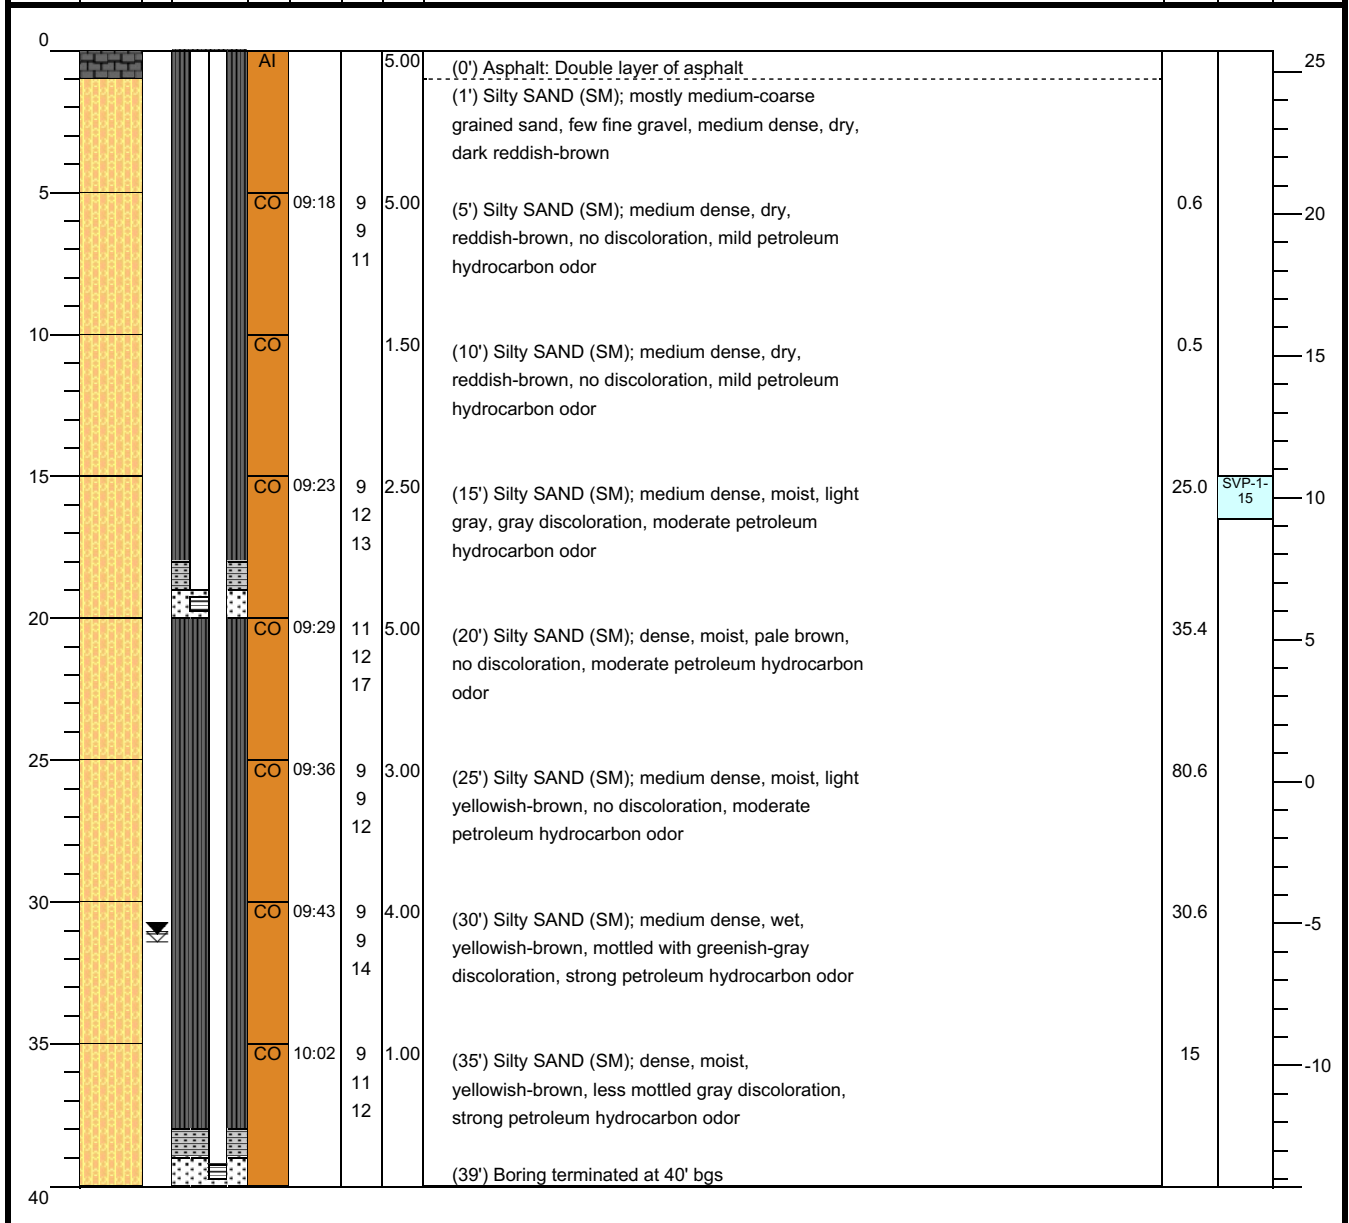 0
AI 5.00 (0') Asphalt: Double layer of asphalt 25
(1') Silty SAND (SM); mostly medium-coarse
grained sand, few fine gravel, medium dense, dry,
dark reddish-brown
5 CO 09:18 9 5.00 (5') Silty SAND (SM); medium dense, dry, 0.6 20
9 reddish-brown, no discoloration, mild petroleum
11 hydrocarbon odor
10 CO 1.50 (10') Silty SAND (SM); medium dense, dry, 0.5 15
reddish-brown, no discoloration, mild petroleum
hydrocarbon odor
15 CO 09:23 9 2.50 (15') Silty SAND (SM); medium dense, moist, light 25.0 SVP-1- 10
12 gray, gray discoloration, moderate petroleum 15
13 hydrocarbon odor
20 CO 09:29 11 5.00 (20') Silty SAND (SM); dense, moist, pale brown, 35.4 5
12 no discoloration, moderate petroleum hydrocarbon
17 odor
25 CO 09:36 9 3.00 (25') Silty SAND (SM); medium dense, moist, light 80.6 0
9 yellowish-brown, no discoloration, moderate
12 petroleum hydrocarbon odor
30 CO 09:43 9 4.00 (30') Silty SAND (SM); medium dense, wet, 30.6 -5
9 yellowish-brown, mottled with greenish-gray
14 discoloration, strong petroleum hydrocarbon odor
35 CO 10:02 9 1.00 (35') Silty SAND (SM); dense, moist, 15 -10
11 yellowish-brown, less mottled gray discoloration,
12 strong petroleum hydrocarbon odor
(39') Boring terminated at 40' bgs
40